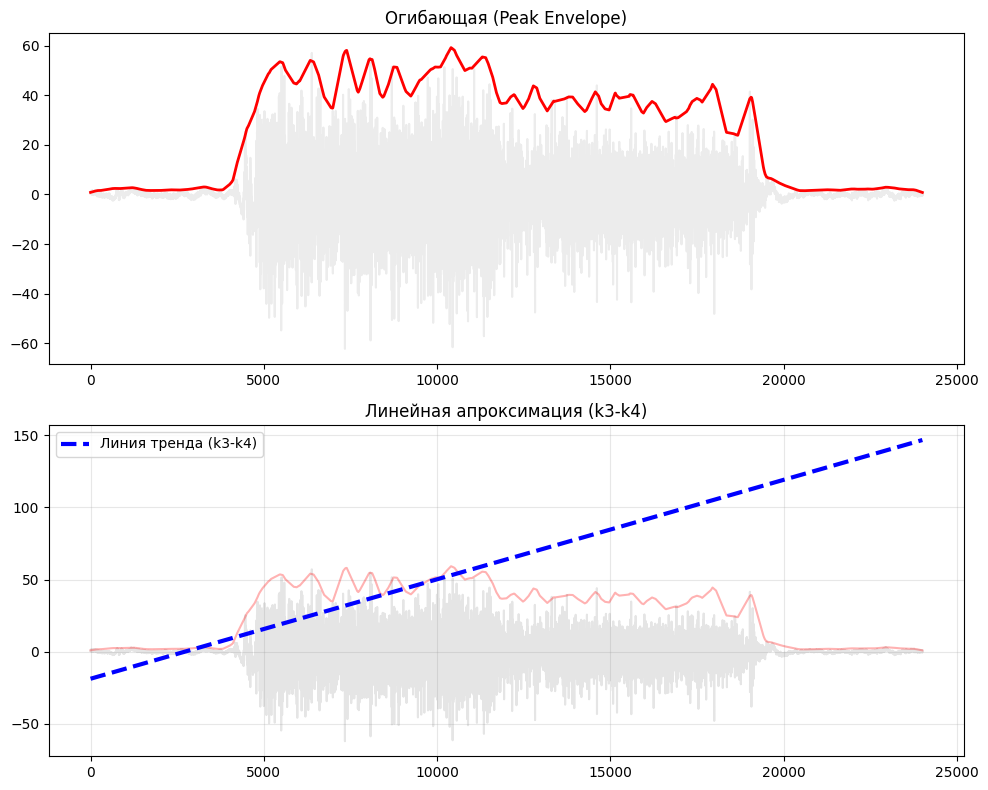 Огибающая (Peak Envelope)
60
40
20
0
−20
−40
−60
0 5000 10000 15000 20000 25000
Линейная апроксимация (k3-k4)
Линия тренда (k3-k4)
150
100
50
0
−50
0 5000 10000 15000 20000 25000